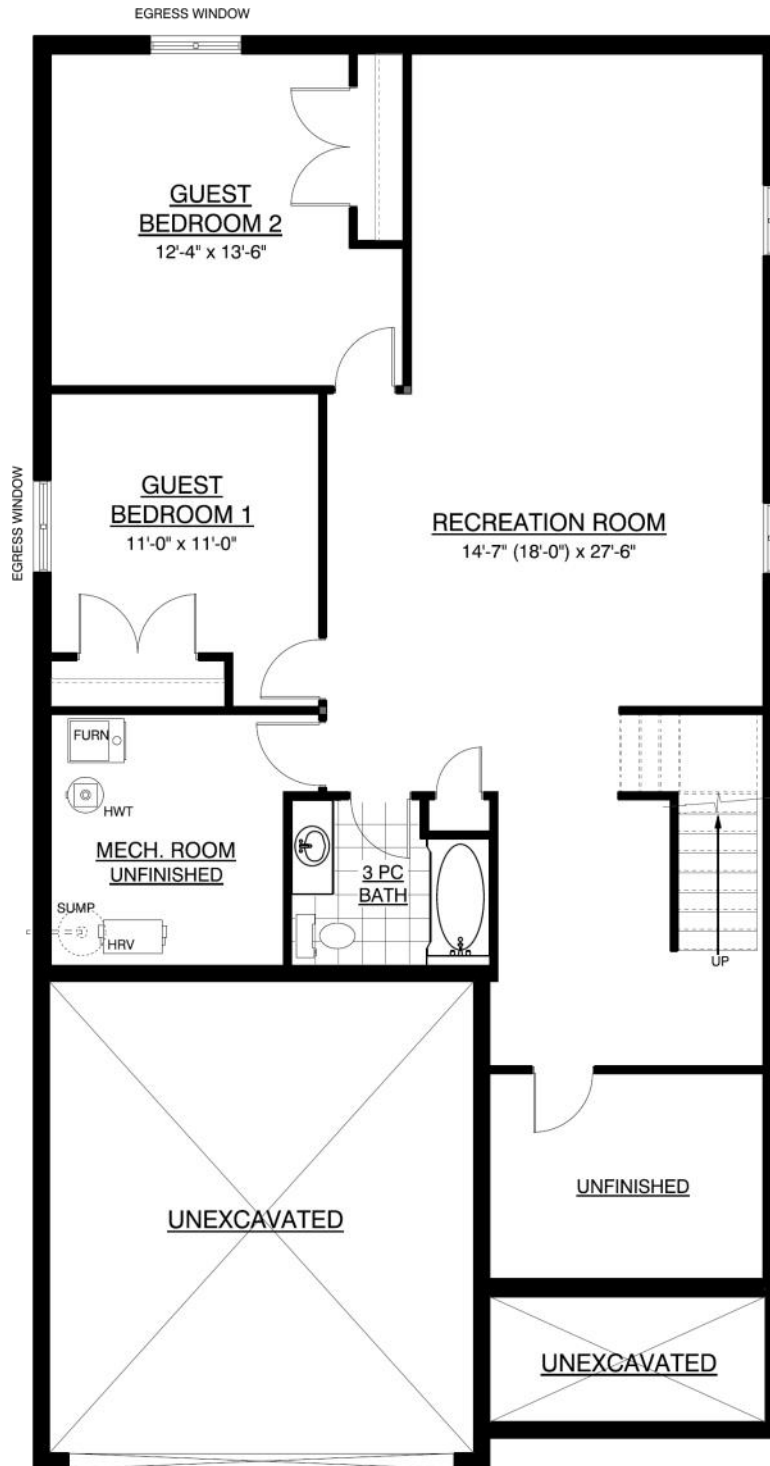 EGRESS WINDOW
GUEST
BEDROOM 2
12'-4" x 13'-6"
EGRESS WINDOW
GUEST
BEDROOM 1
11'-0" x 11'-0"
RECREATION ROOM
14'-7" (18'-0") x 27'-6"
FURN
HWT
MECH. ROOM
UNFINISHED
3 PC
BATH
SUMP
HRV
UP
UNFINISHED
UNEXCAVATED
UNEXCAVATED